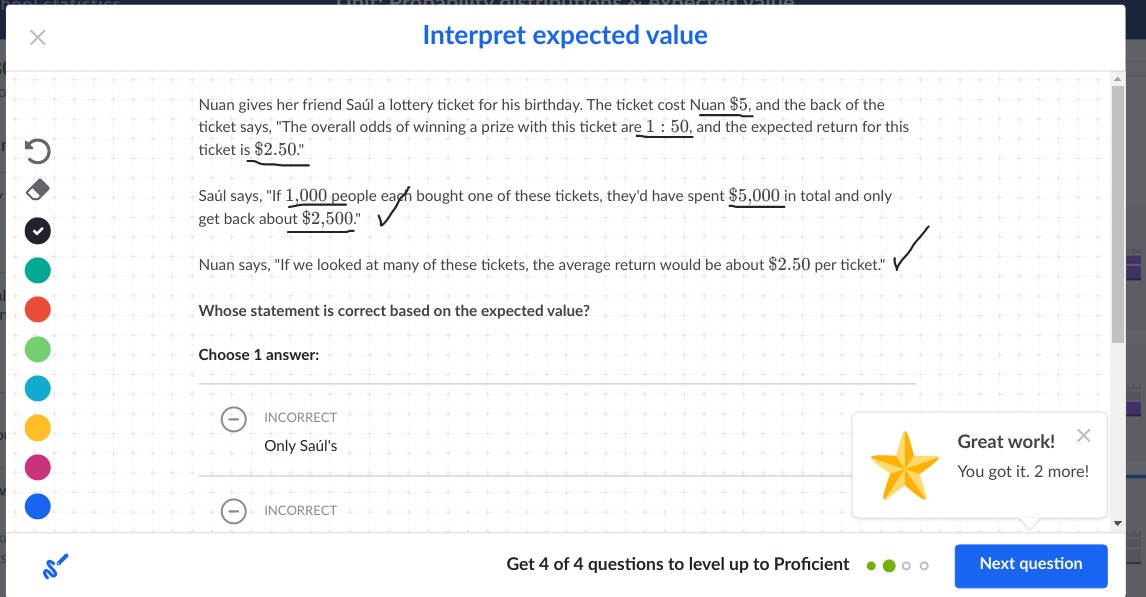 Unit: Probability distributions & expected value
Interpret expected value
Nuan gives her friend Saúl a lottery ticket for his birthday. The ticket cost Nuan $5, and the back of the
ticket says, "The overall odds of winning a prize with this ticket are 1 : 50, and the expected return for this
ticket is $2.50."
Saúl says, "If 1,000 people each bought one of these tickets, they'd have spent $5,000 in total and only
get back about $2,500."
Nuan says, "If we looked at many of these tickets, the average return would be about $2.50 per ticket."
Whose statement is correct based on the expected value?
Choose 1 answer:
INCORRECT
Only Saúl's
INCORRECT
Great work!
You got it. 2 more!
Get 4 of 4 questions to level up to Proficient
Next question